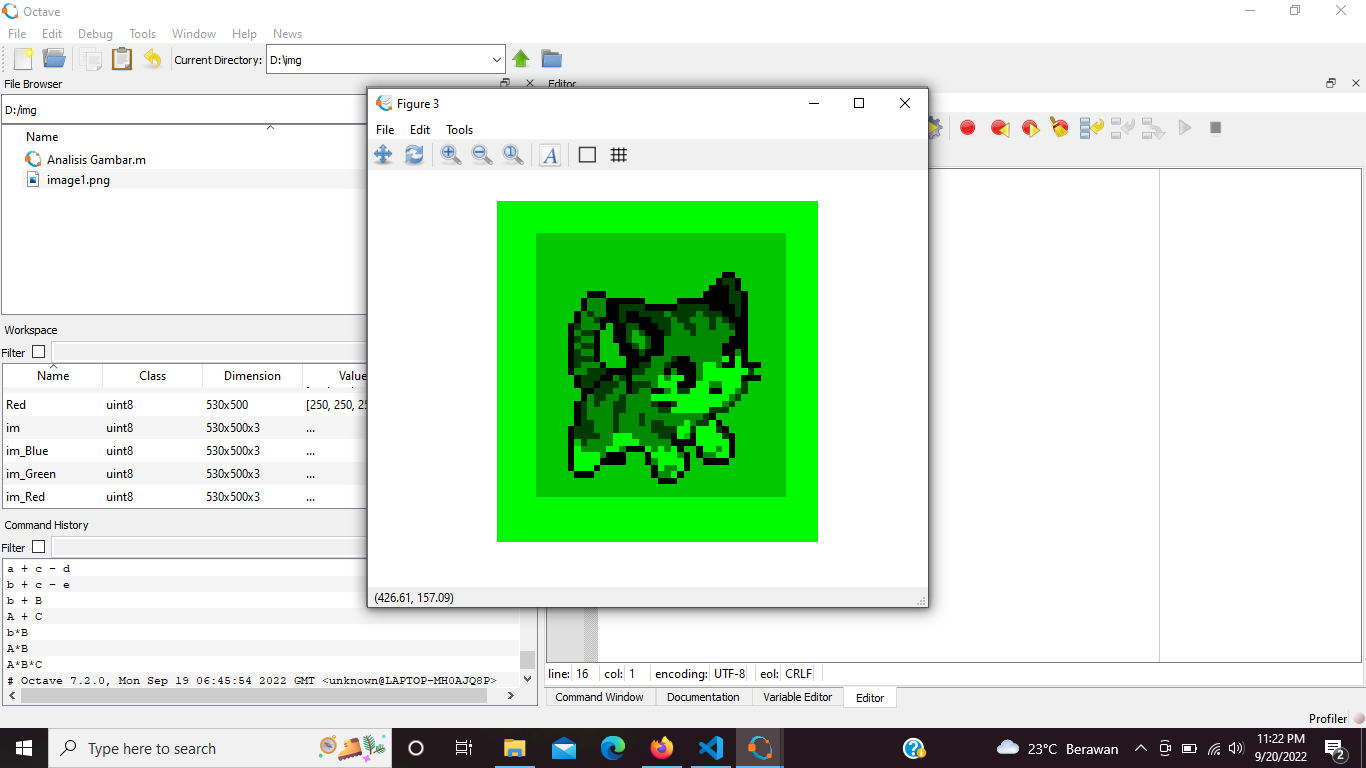 Octave
File Edit Debug Tools Window Help News
Current Directory: D:\img
File Browser
Editor
D:/img
Name
Analisis Gambar.m
image1.png
Figure 3
File Edit Tools
A
(426.61, 157.09)
Workspace
Filter
Name Class Dimension Value
Red uint8 530x500 [250, 250, 25
im uint8 530x500x3 ...
im_Blue uint8 530x500x3 ...
im_Green uint8 530x500x3 ...
im_Red uint8 530x500x3 ...
Command History
Filter
a + c - d
b + c - e
b + B
A + C
b*B
A*B
A*B*C
# Octave 7.2.0, Mon Sep 19 06:45:54 2022 GMT <unknown@LAPTOP-MH0AJQ8P>
line: 16 col: 1 encoding: UTF-8 eol: CRLF
Command Window Documentation Variable Editor Editor
Profiler
Type here to search
23°C Berawan
11:22 PM
9/20/2022
2